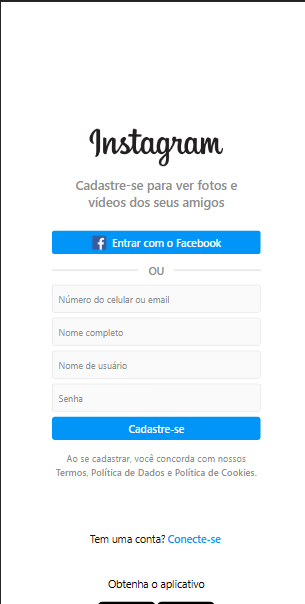 Instagram
Cadastre-se para ver fotos e
vídeos dos seus amigos
Entrar com o Facebook
OU
Número do celular ou email
Nome completo
Nome de usuário
Senha
Cadastre-se
Ao se cadastrar, você concorda com nossos
Termos, Política de Dados e Política de Cookies.
Tem uma conta? Conecte-se
Obtenha o aplicativo